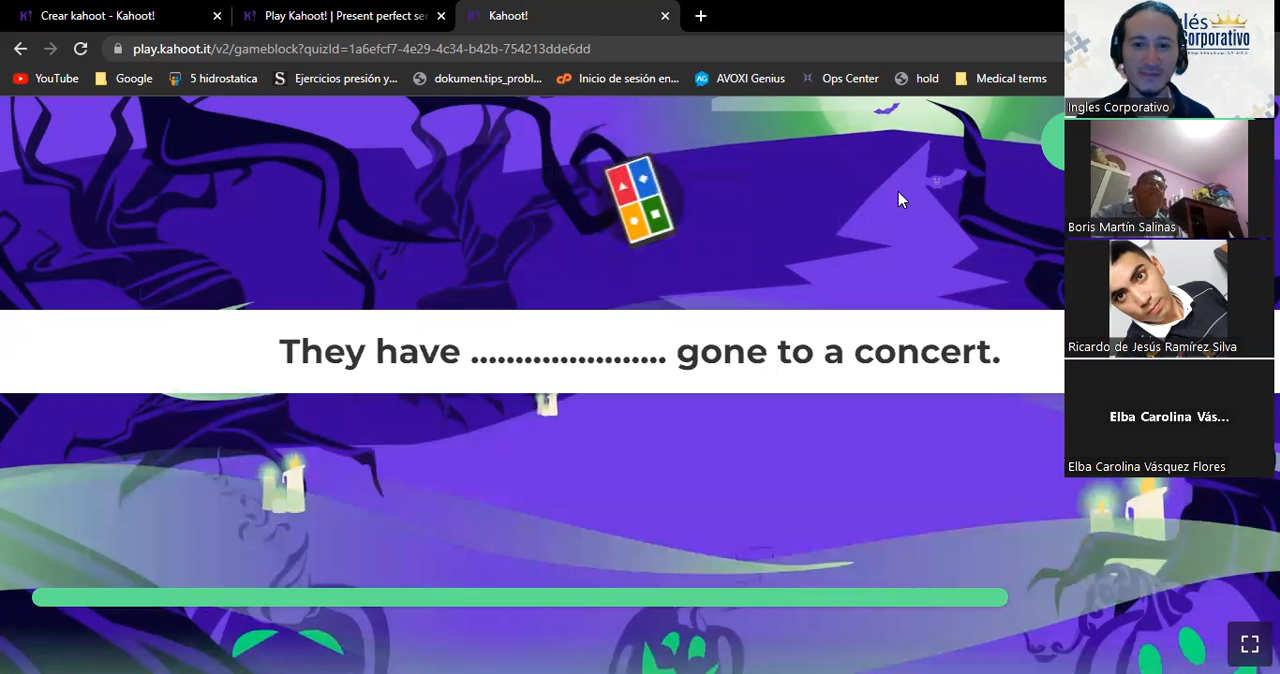 Crear kahoot - Kahoot!
Play Kahoot! | Present perfect se
Kahoot!
play.kahoot.it/v2/gameblock?quizId=1a6efcf7-4e29-4c34-b42b-754213dde6dd
YouTube
Google
5 hidrostatica
Ejercicios presión y...
dokumen.tips_probl...
Inicio de sesión en...
AVOXI Genius
Ops Center
hold
Medical terms
They have ...................... gone to a concert.
lés
Corporativo
Ingles Corporativo
Boris Martín Salinas
Ricardo de Jesús Ramírez Silva
Elba Carolina Vás...
Elba Carolina Vásquez Flores